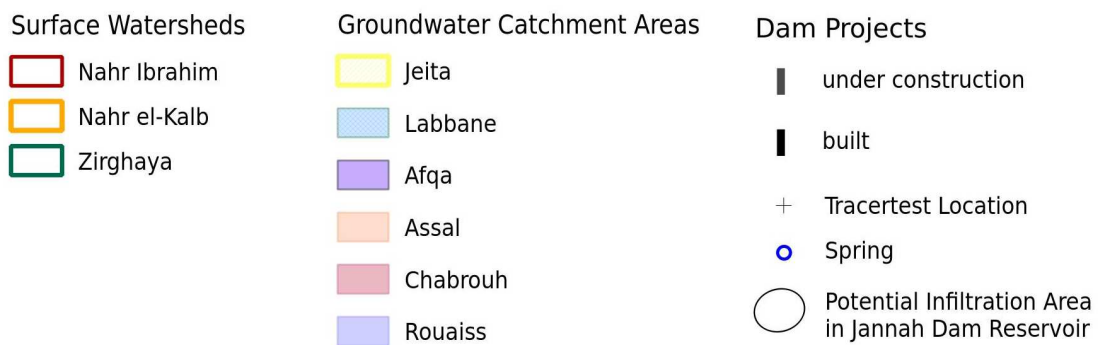 Surface Watersheds
Nahr Ibrahim
Nahr el-Kalb
Zirghaya
Groundwater Catchment Areas
Jeita
Labbane
Afqa
Assal
Chabrouh
Rouaiss
Dam Projects
under construction
built
Tracertest Location
Spring
Potential Infiltration Area
in Jannah Dam Reservoir